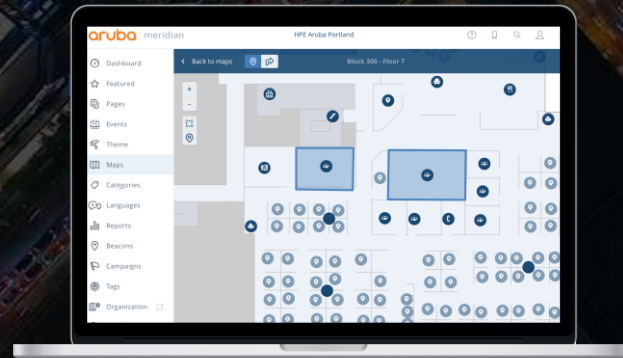 aruba meridian
HPE Aruba Portland
Back to maps
Block 300 - Floor 7
Dashboard
Featured
Pages
Events
Theme
Maps
Categories
Languages
Reports
Beacons
Campaigns
Tags
Organization
+
-